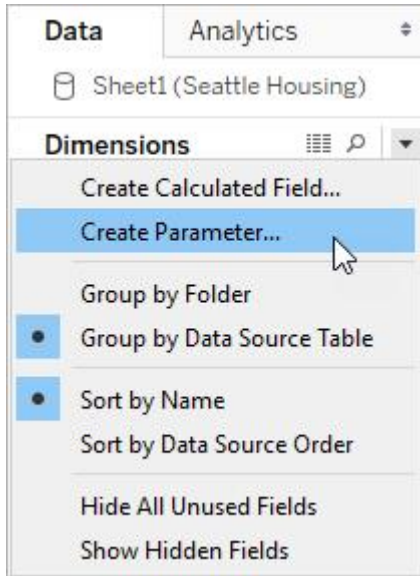 Data Analytics
Sheet1 (Seattle Housing)
Dimensions
Create Calculated Field...
Create Parameter...
Group by Folder
Group by Data Source Table
Sort by Name
Sort by Data Source Order
Hide All Unused Fields
Show Hidden Fields